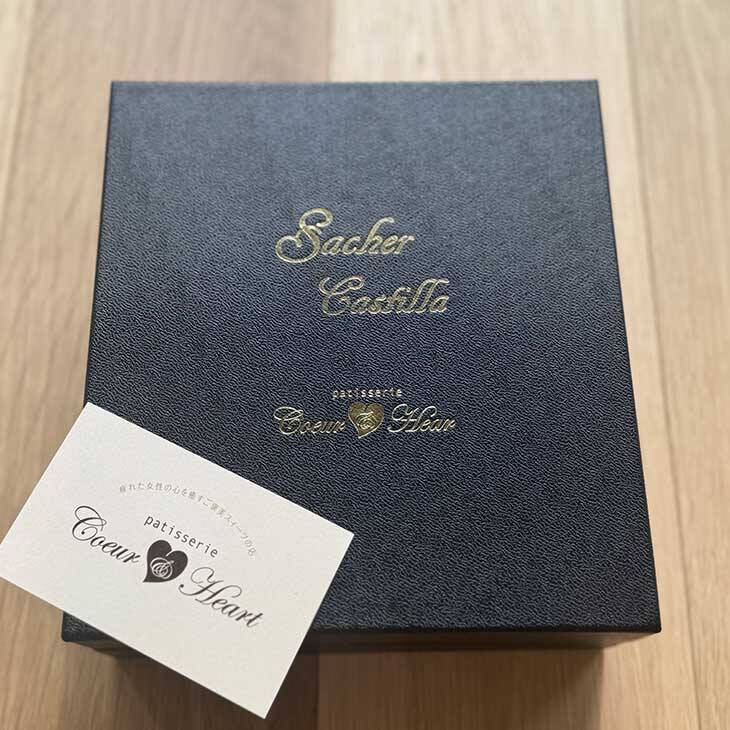 Sacher
Castilla
patisserie
Coeur & Hear
疲れた女性の心を癒すご褒美スイーツの店
patisserie
Coeur & Heart